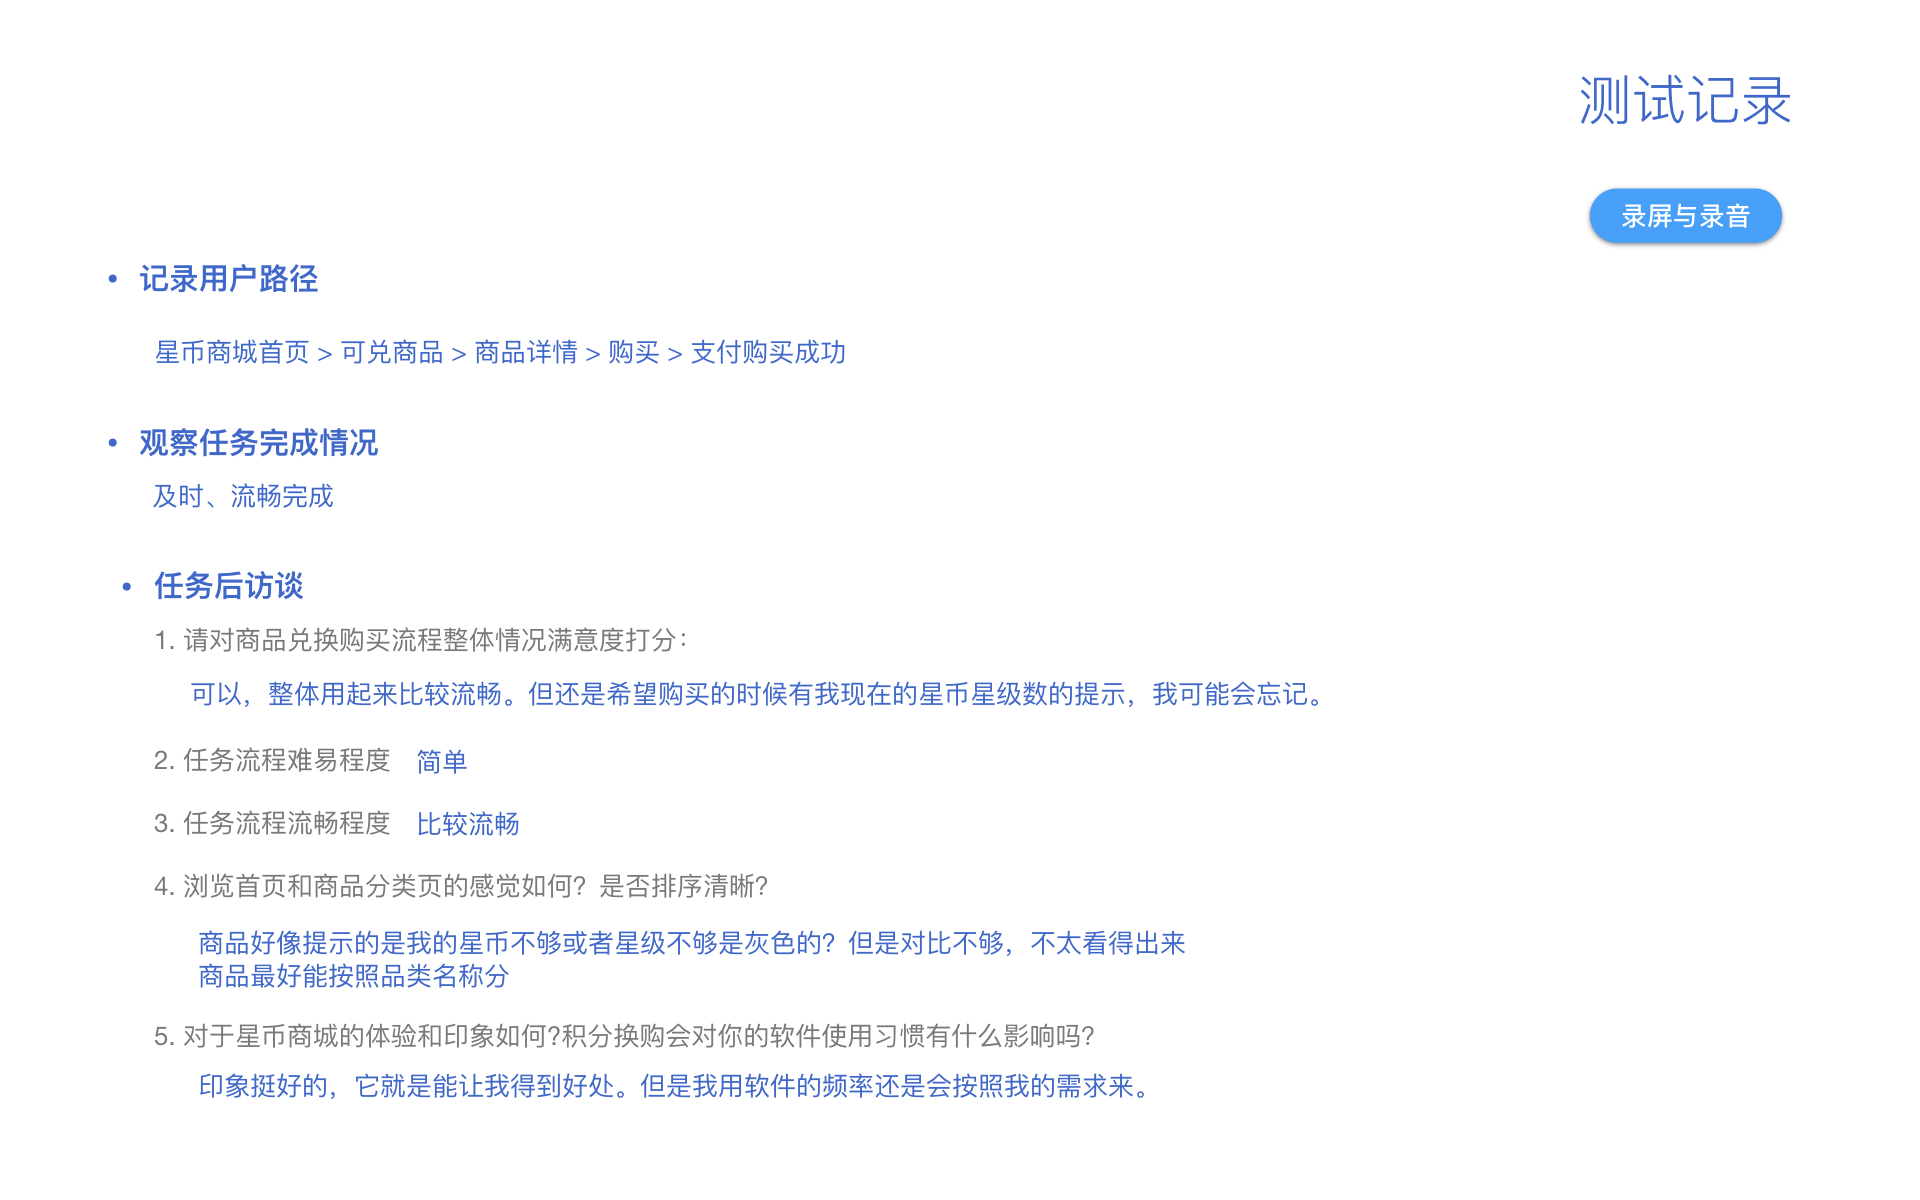 测试记录
录屏与录音
• 记录用户路径
星币商城首页 > 可兑商品 > 商品详情 > 购买 > 支付购买成功
• 观察任务完成情况
及时、流畅完成
• 任务后访谈
1. 请对商品兑换购买流程整体情况满意度打分：
可以，整体用起来比较流畅。但还是希望购买的时候有我现在的星币星级数的提示，我可能会忘记。
2. 任务流程难易程度 简单
3. 任务流程流畅程度 比较流畅
4. 浏览首页和商品分类页的感觉如何？是否排序清晰？
商品好像提示的是我的星币不够或者星级不够是灰色的？但是对比不够，不太看得出来
商品最好能按照品类名称分
5. 对于星币商城的体验和印象如何?积分换购会对你的软件使用习惯有什么影响吗？
印象挺好的，它就是能让我得到好处。但是我用软件的频率还是会按照我的需求来。